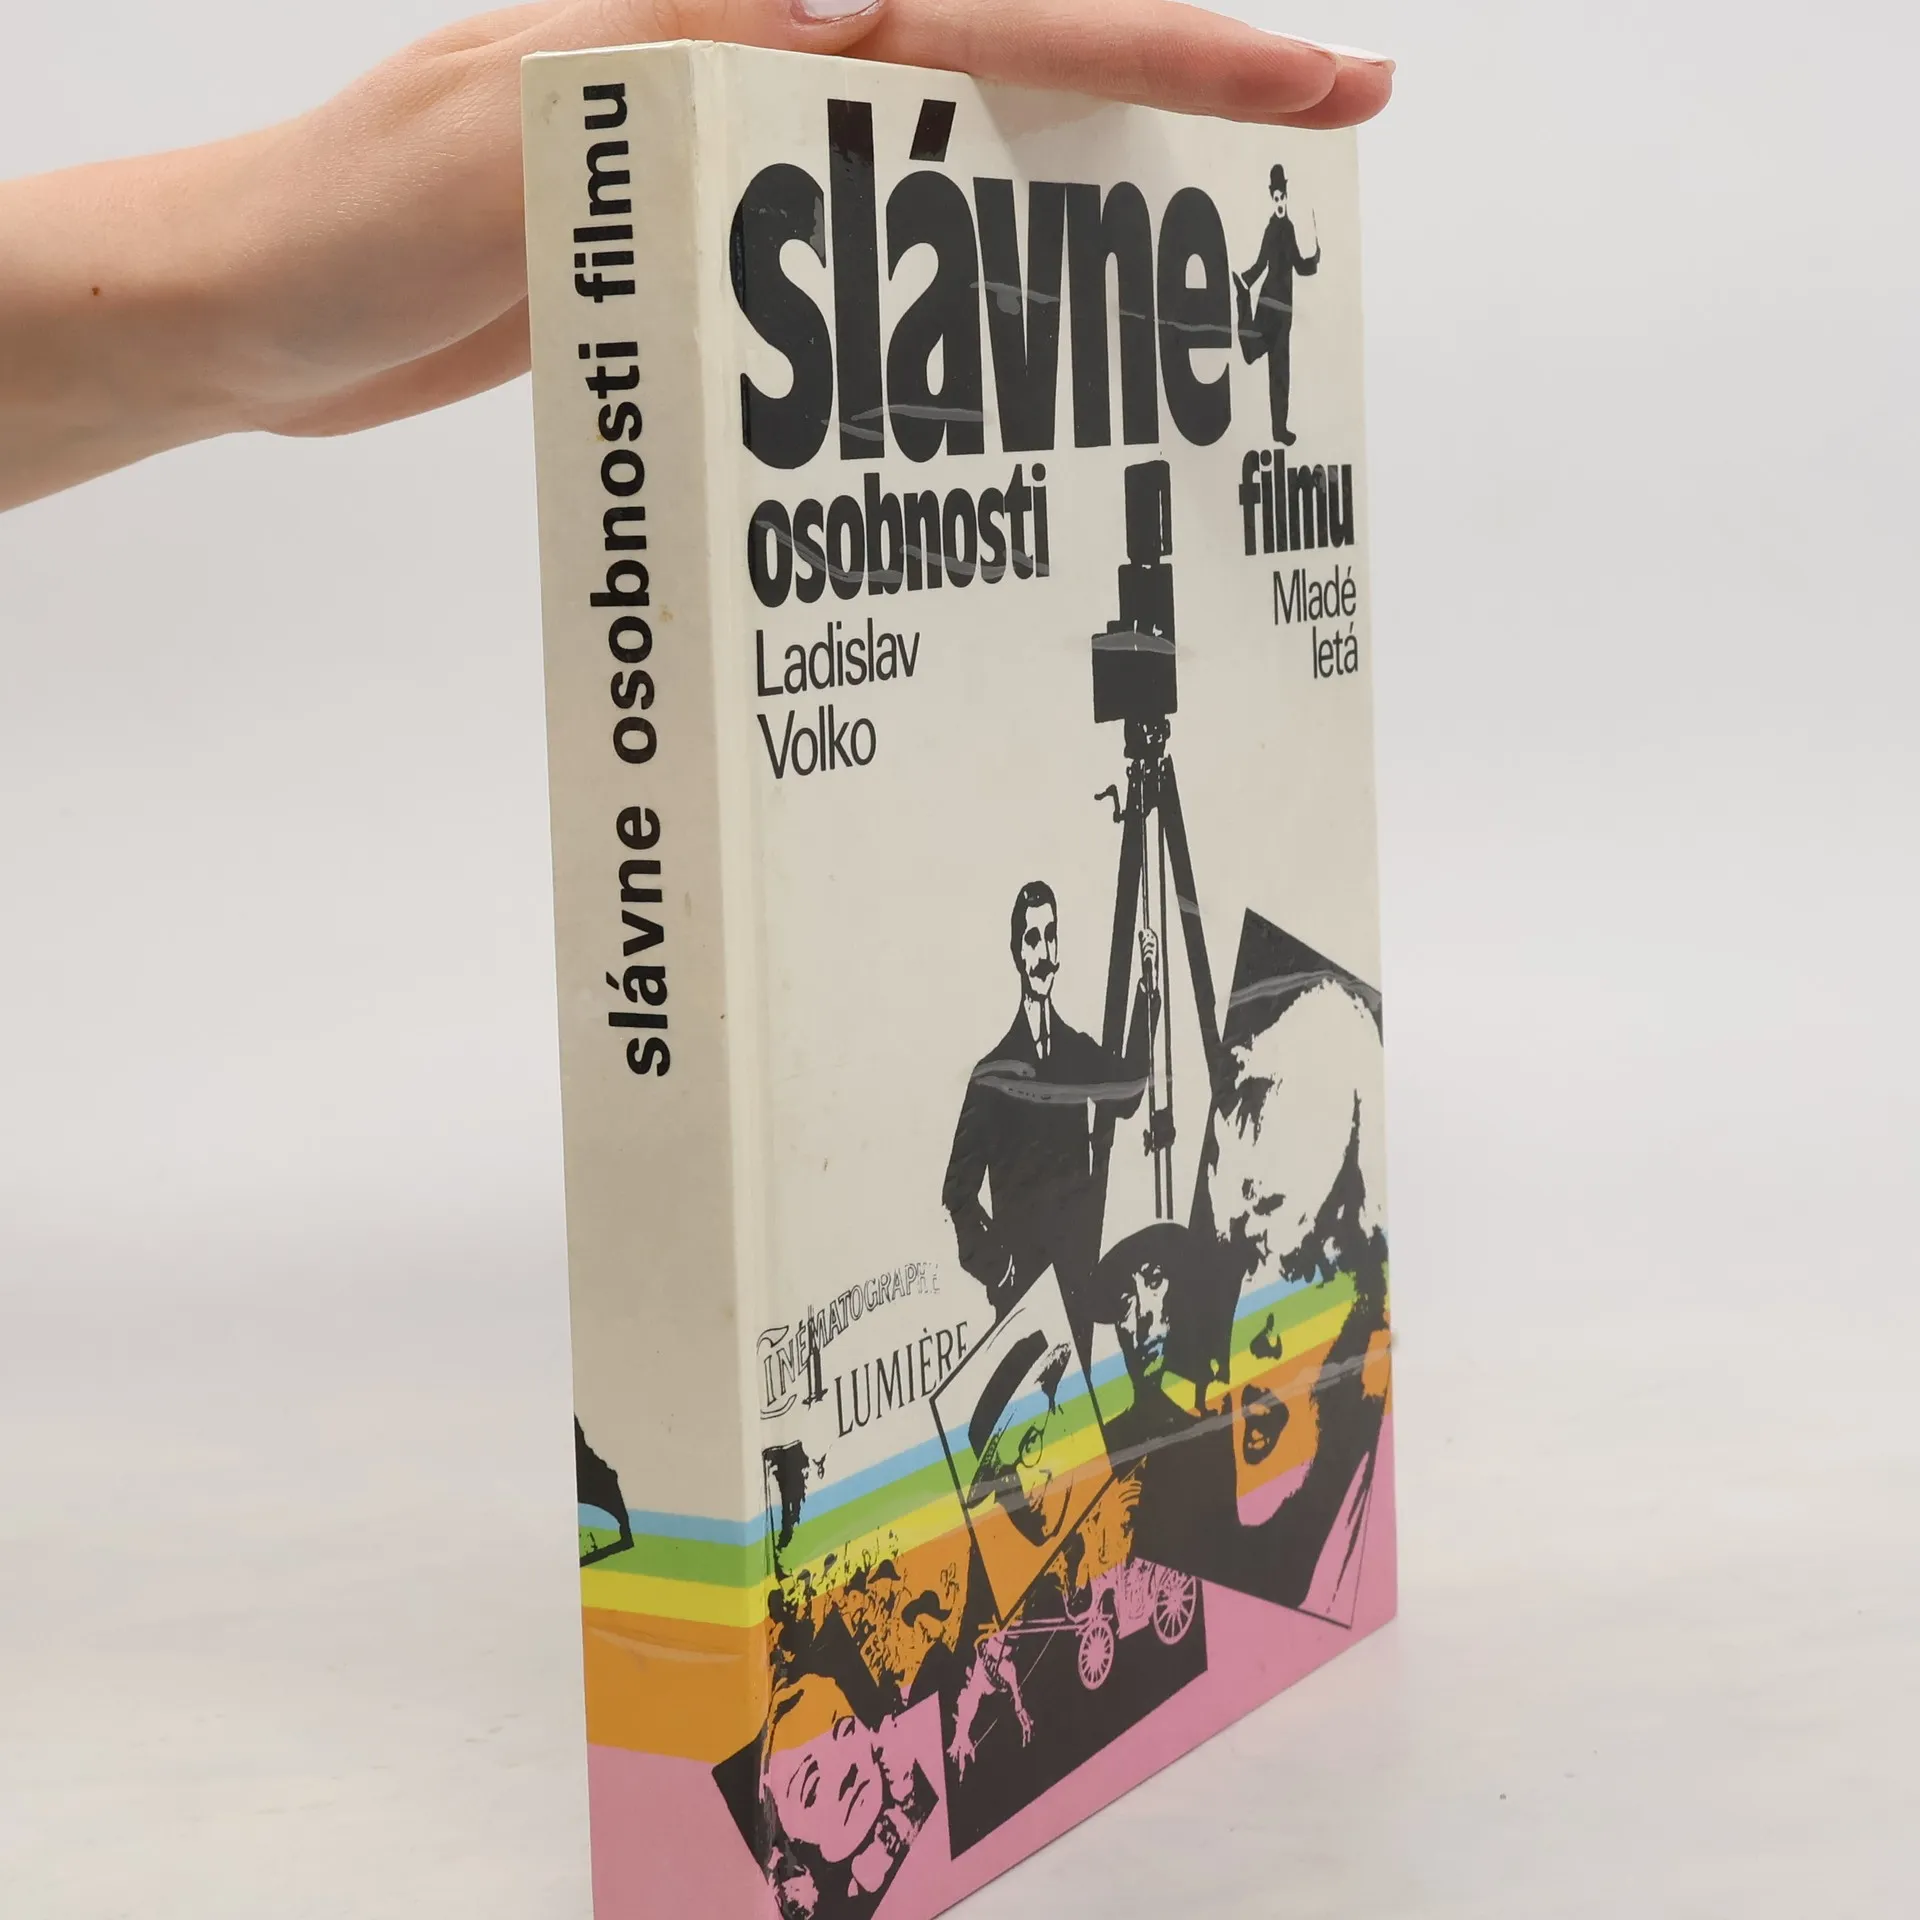 slávne osobnosti filmu
slávne
osobnosti
filmu
Ladislav
Volko
Mladé
letá
CINÉMATOGRAPHE
LUMIÈRE